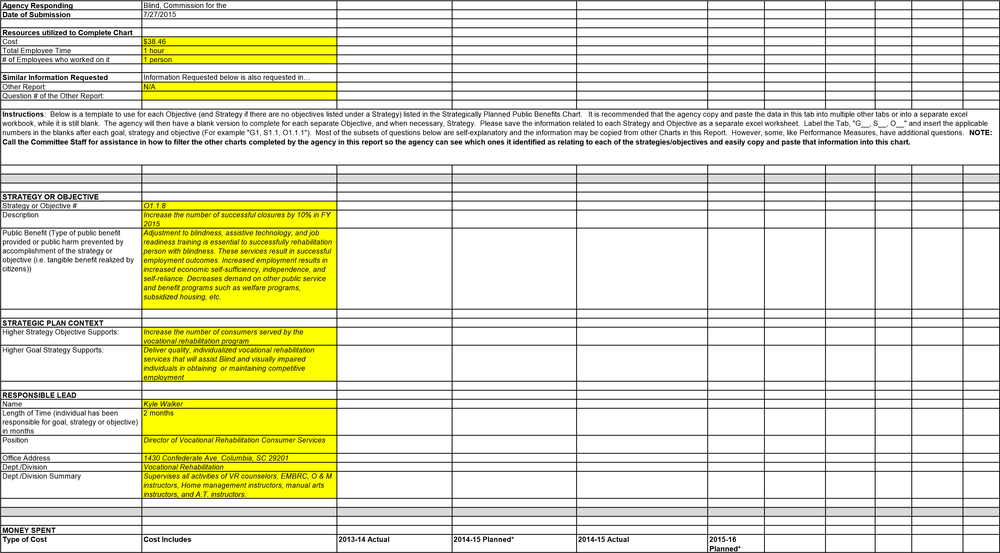 Agency Responding Blind, Commission for the
Date of Submission 7/27/2015
Resources utilized to Complete Chart
Cost $38.46
Total Employee Time 1 hour
# of Employees who worked on it 1 person
Similar Information Requested Information Requested below is also requested in…
Other Report: N/A
Question # of the Other Report:
Instructions:  Below is a template to use for each Objective (and Strategy if there are no objectives listed under a Strategy) listed in the Strategically Planned Public Benefits Chart.   It is recommended that the agency copy and paste the data in this tab into multiple other tabs or into a separate excel
workbook, while it is still blank.  The agency will then have a blank version to complete for each separate Objective, and when necessary, Strategy.  Please save the information related to each Strategy and Objective as a separate excel worksheet.  Label the Tab, "G__, S__, O__" and insert the applicable
numbers in the blanks after each goal, strategy and objective (For example "G1, S1.1, O1.1.1").  Most of the subsets of questions below are self-explanatory and the information may be copied from other Charts in this Report.  However, some, like Performance Measures, have additional questions.  NOTE:
Call the Committee Staff for assistance in how to filter the other charts completed by the agency in this report so the agency can see which ones it identified as relating to each of the strategies/objectives and easily copy and paste that information into this chart.
STRATEGY OR OBJECTIVE
Strategy or Objective # O1.1.8
Description
Increase the number of successful closures by 10% in FY
2015
Public Benefit (Type of public benefit
provided or public harm prevented by
accomplishment of the strategy or
objective (i.e. tangible benefit realized by
citizens))
Adjustment to blindness, assistive technology, and job
readiness training is essential to successfully rehabilitation
person with blindness. These services result in successful
employment outcomes. Increased employment results in
increased economic self-sufficiency, independence, and
self-reliance. Decreases demand on other public service
and benefit programs such as welfare programs,
subsidized housing, etc.
STRATEGIC PLAN CONTEXT
Higher Strategy Objective Supports:
Increase the number of consumers served by the
vocational rehabilitation program
Higher Goal Strategy Supports:
Deliver quality, individualized vocational rehabilitation
services that will assist Blind and visually impaired
individuals in obtaining  or maintaining competitive
employment
RESPONSIBLE LEAD
Name Kyle Walker
Length of Time (individual has been
responsible for goal, strategy or objective)
in months
2 months
Position Director of Vocational Rehabilitation Consumer Services
Office Address 1430 Confederate Ave. Columbia, SC 29201
Dept./Division Vocational Rehabilitation
Dept./Division Summary
Supervises all activities of VR counselors, EMBRC, O & M
instructors, Home management instructors, manual arts
instructors, and A.T. instructors.
MONEY SPENT
Type of Cost Cost Includes 2013-14 Actual 2014-15 Planned* 2014-15 Actual 2015-16
Planned*